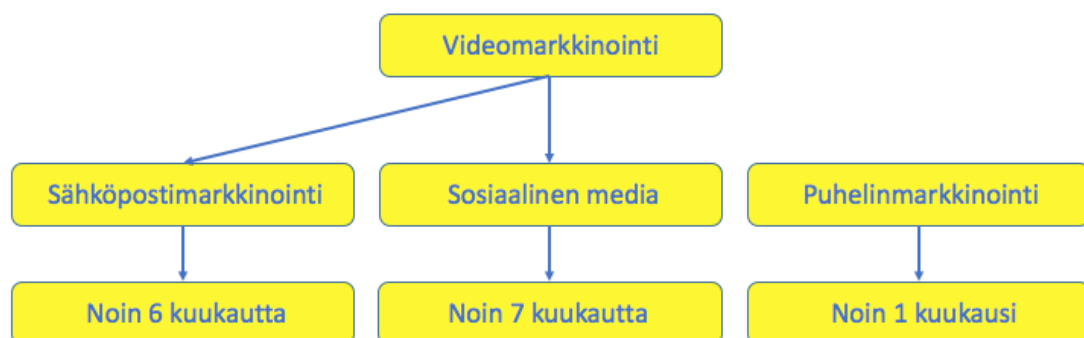 Videomarkkinointi
Sähköpostimarkkinointi
Sosiaalinen media
Puhelinmarkkinointi
Noin 6 kuukautta
Noin 7 kuukautta
Noin 1 kuukausi